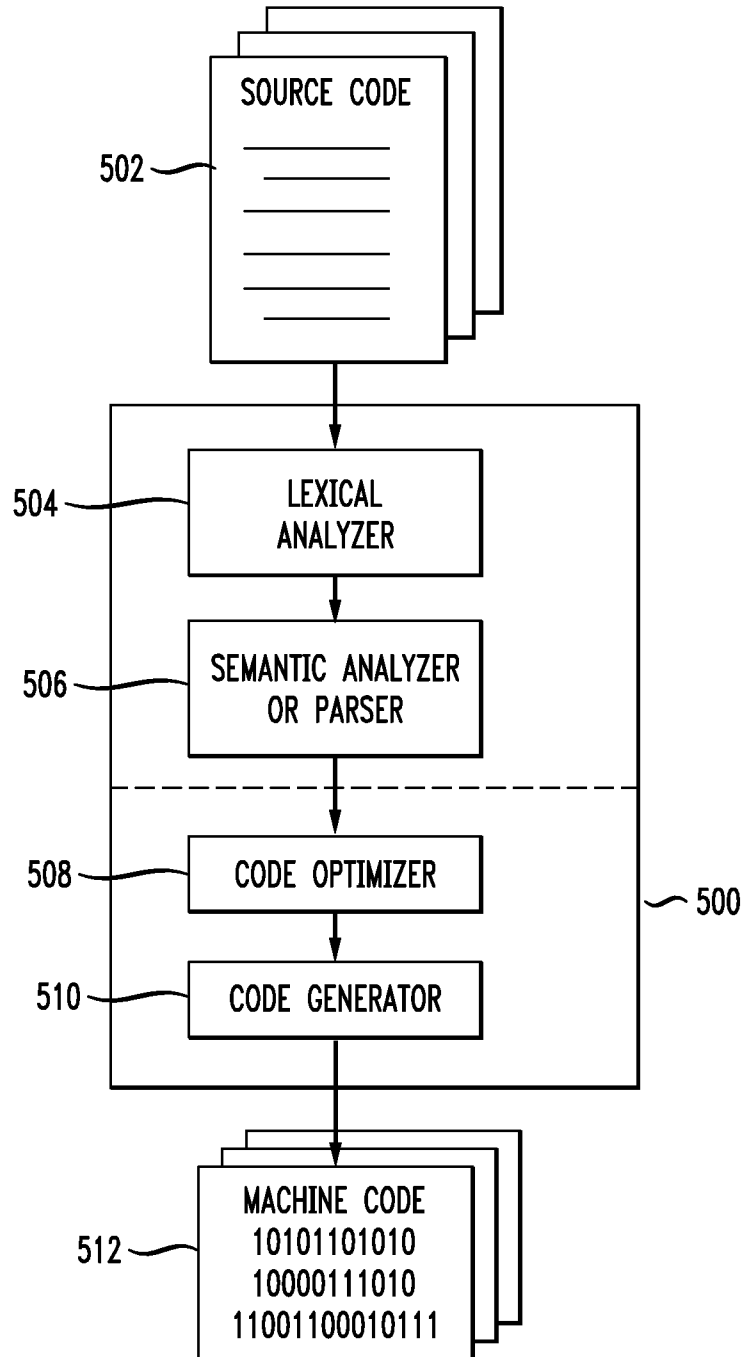 SOURCE CODE
502
504
LEXICAL
ANALYZER
506
SEMANTIC ANALYZER
OR PARSER
508
CODE OPTIMIZER
500
510
CODE GENERATOR
MACHINE CODE
512
10101101010
10000111010
11001100010111